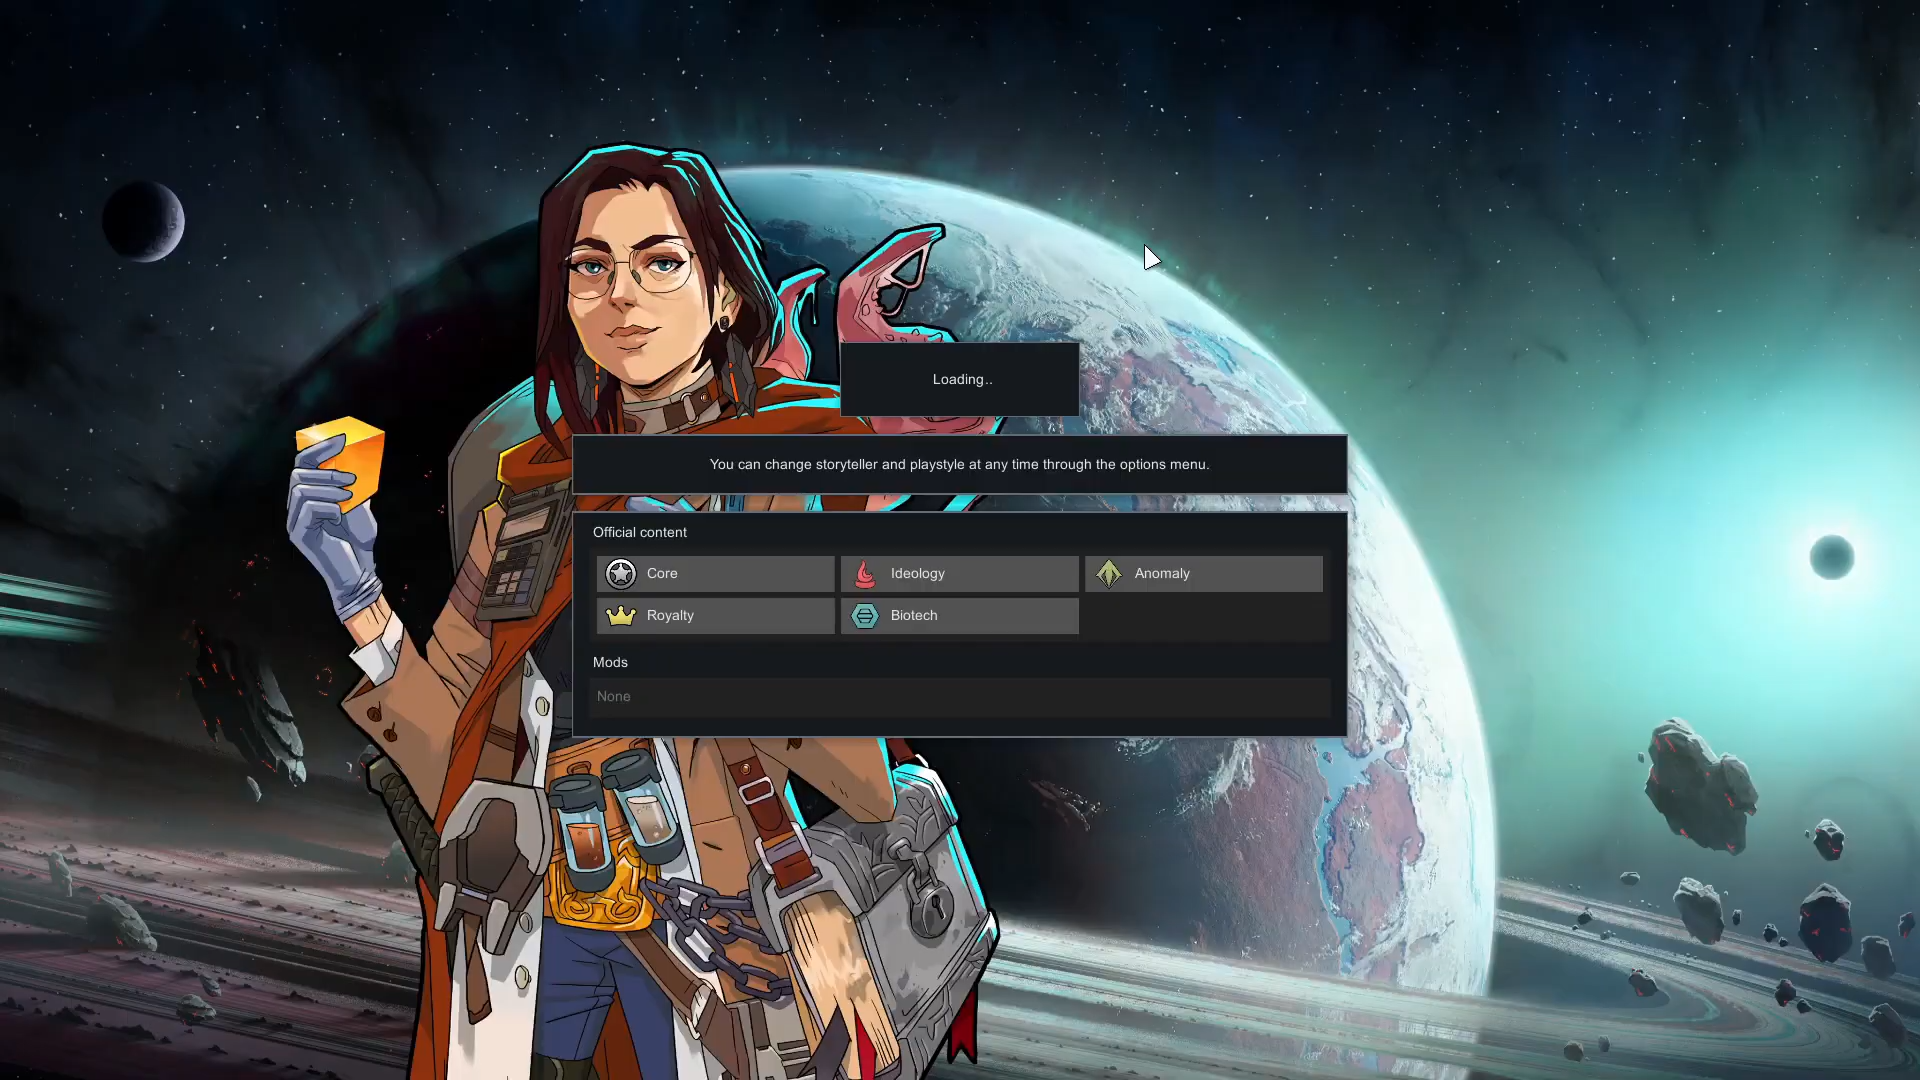 Loading..
You can change storyteller and playstyle at any time through the options menu.
Official content
Core
Ideology
Anomaly
Royalty
Biotech
Mods
None